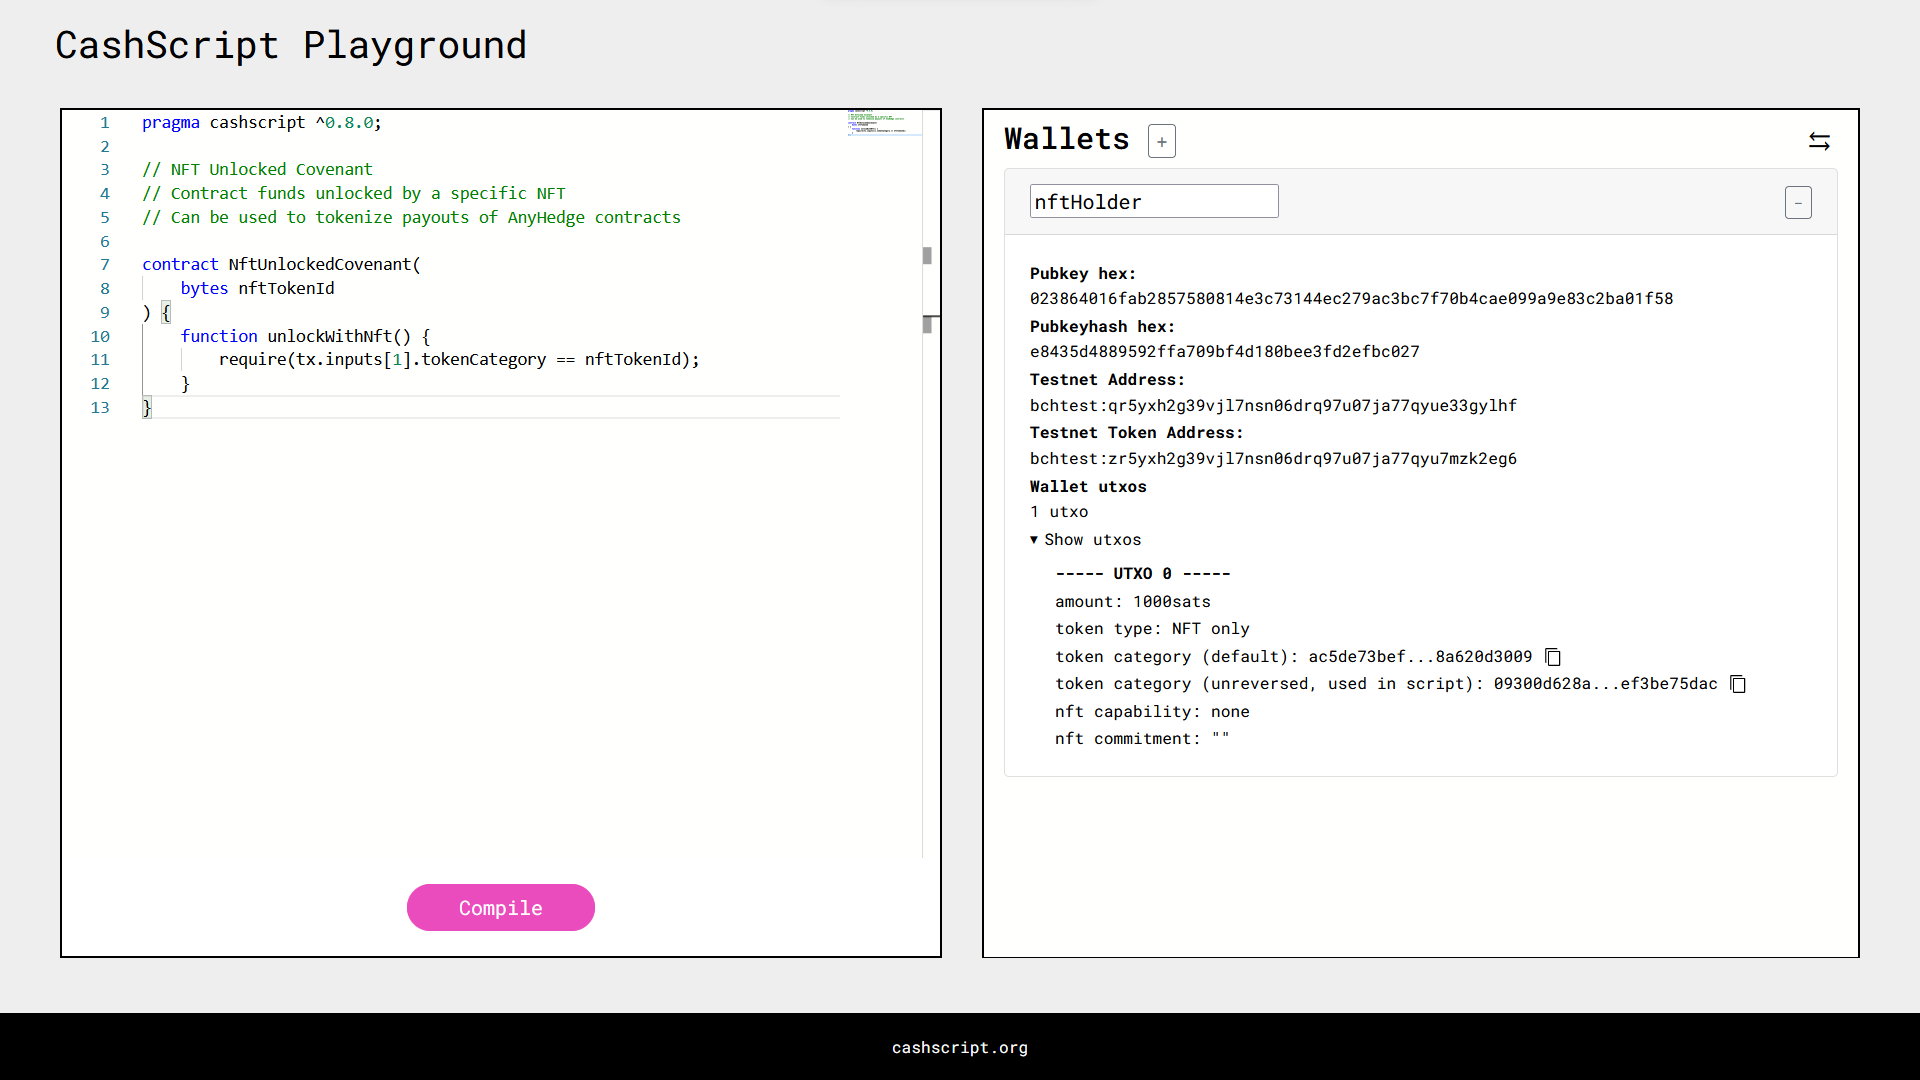 CashScript Playground
1 pragma cashscript ^0.8.0;
2
3 // NFT Unlocked Covenant
4 // Contract funds unlocked by a specific NFT
5 // Can be used to tokenize payouts of AnyHedge contracts
6
7 contract NftUnlockedCovenant(
8     bytes nftTokenId
9 ) {
10     function unlockWithNft() {
11         require(tx.inputs[1].tokenCategory == nftTokenId);
12     }
13 }
Compile
Wallets +
nftHolder -
Pubkey hex:
023864016fab2857580814e3c73144ec279ac3bc7f70b4cae099a9e83c2ba01f58
Pubkeyhash hex:
e8435d4889592ffa709bf4d180bee3fd2efbc027
Testnet Address:
bchtest:qr5yxh2g39vjl7nsn06drq97u07ja77qyue33gylhf
Testnet Token Address:
bchtest:zr5yxh2g39vjl7nsn06drq97u07ja77qyu7mzk2eg6
Wallet utxos
1 utxo
▼ Show utxos
----- UTXO 0 -----
amount: 1000sats
token type: NFT only
token category (default): ac5de73bef...8a620d3009
token category (unreversed, used in script): 09300d628a...ef3be75dac
nft capability: none
nft commitment: ""
cashscript.org